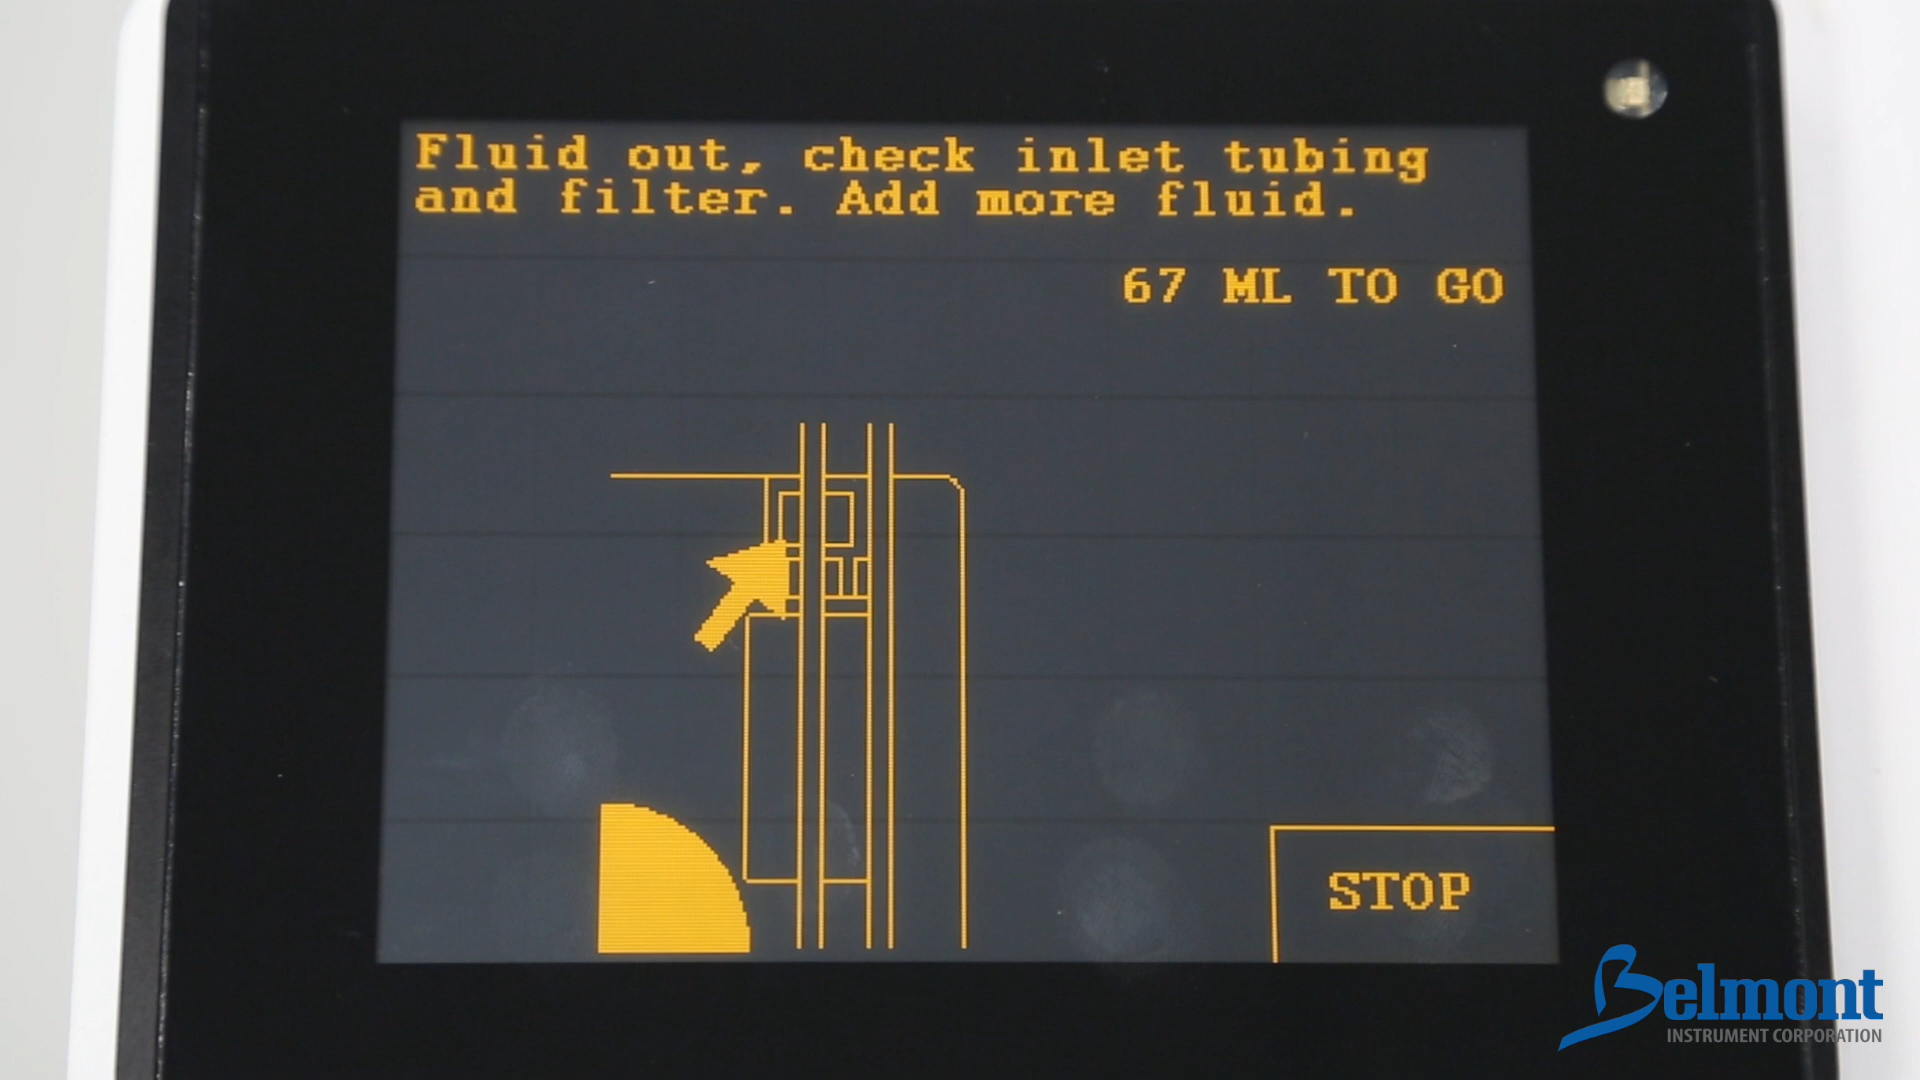 Fluid out, check inlet tubing
and filter. Add more fluid.
67 ML TO GO
STOP
Belmont
INSTRUMENT CORPORATION